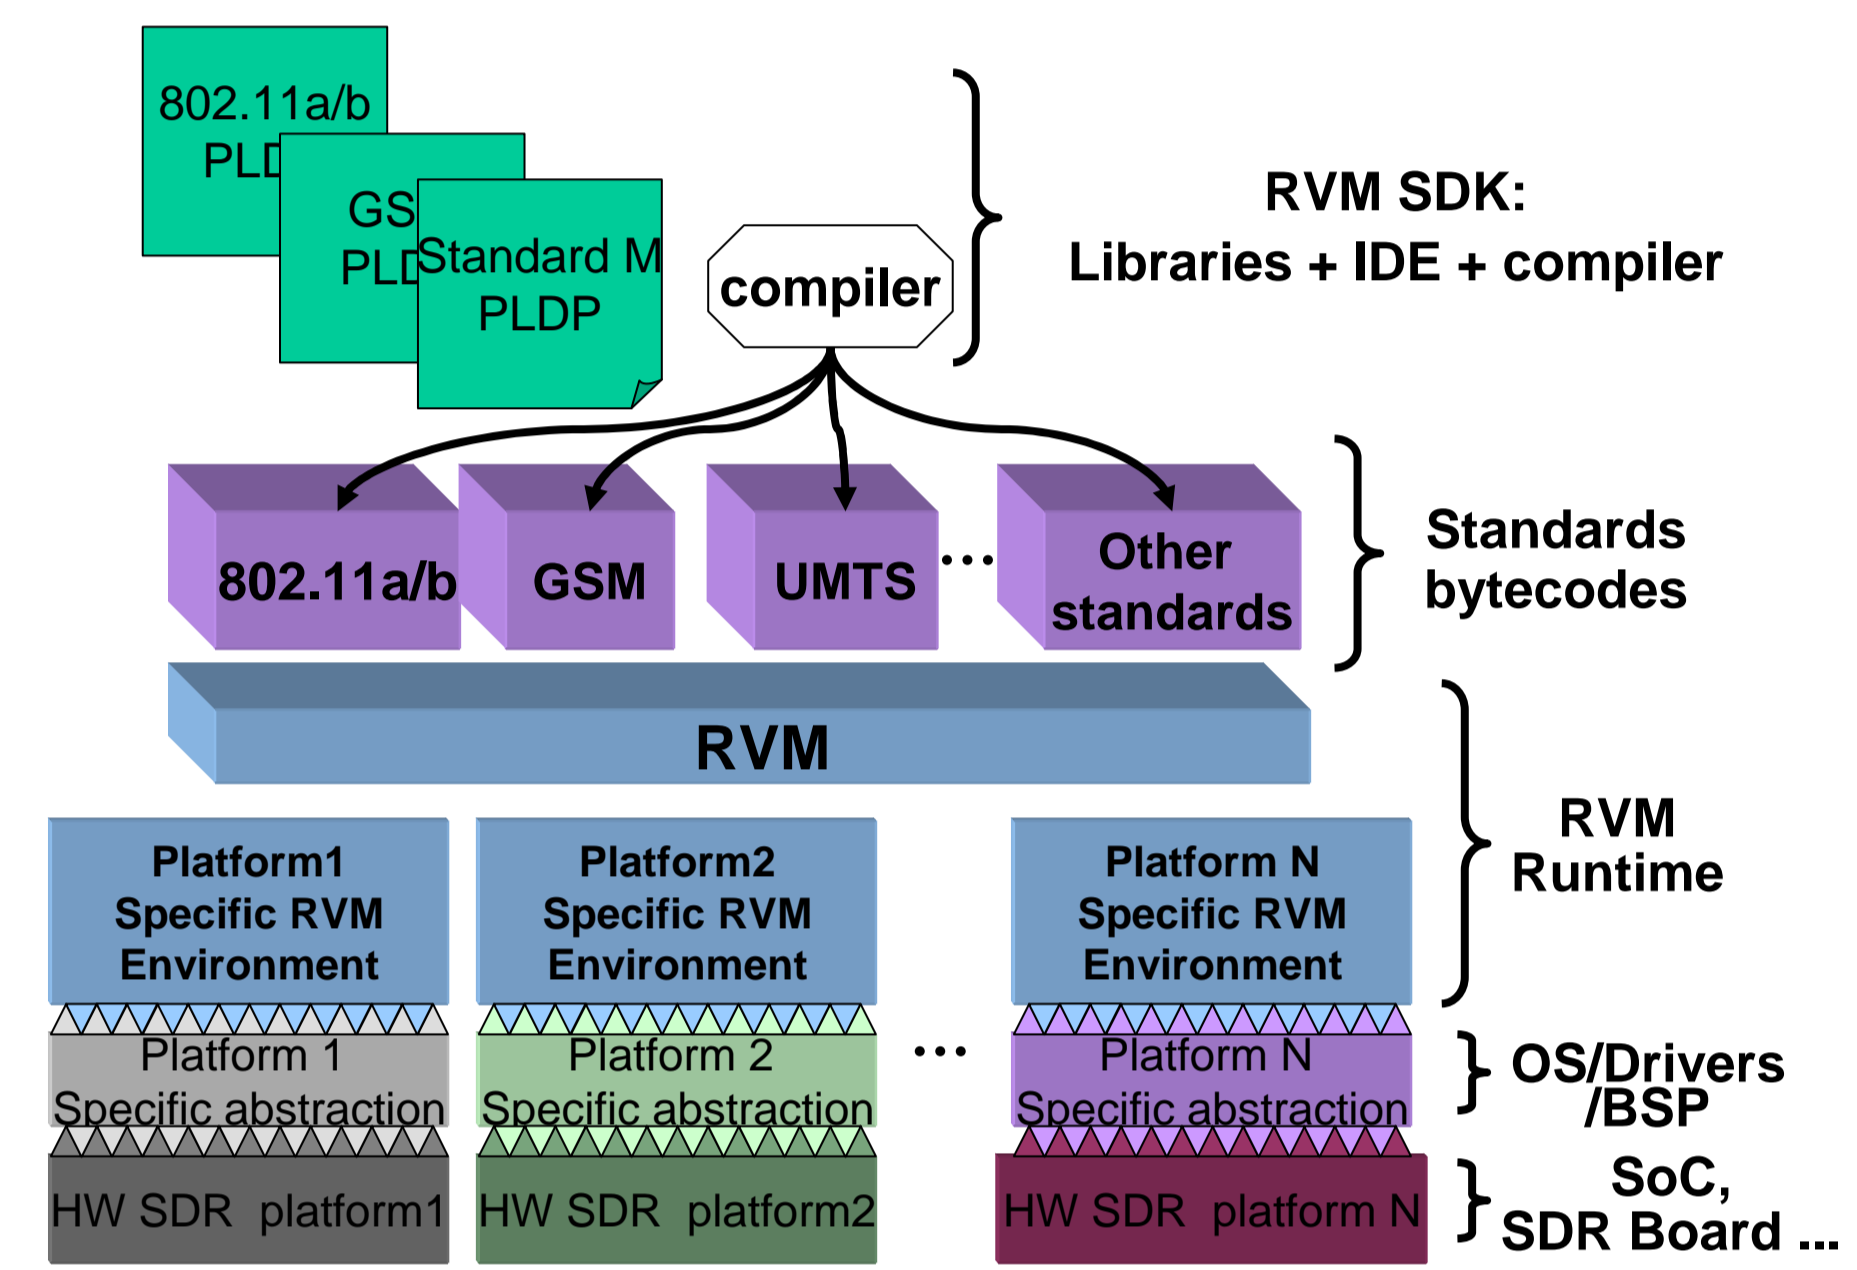 802.11a/b
PLD
GS
PLD
Standard M
PLDP
compiler
RVM SDK:
Libraries + IDE + compiler
802.11a/b
GSM
UMTS
...
Other
standards
Standards
bytecodes
RVM
RVM
Runtime
Platform1
Specific RVM
Environment
Platform2
Specific RVM
Environment
Platform N
Specific RVM
Environment
Platform 1
Specific abstraction
Platform 2
Specific abstraction
...
Platform N
Specific abstraction
OS/Drivers
/BSP
HW SDR platform1
HW SDR platform2
HW SDR platform N
SoC,
SDR Board ...